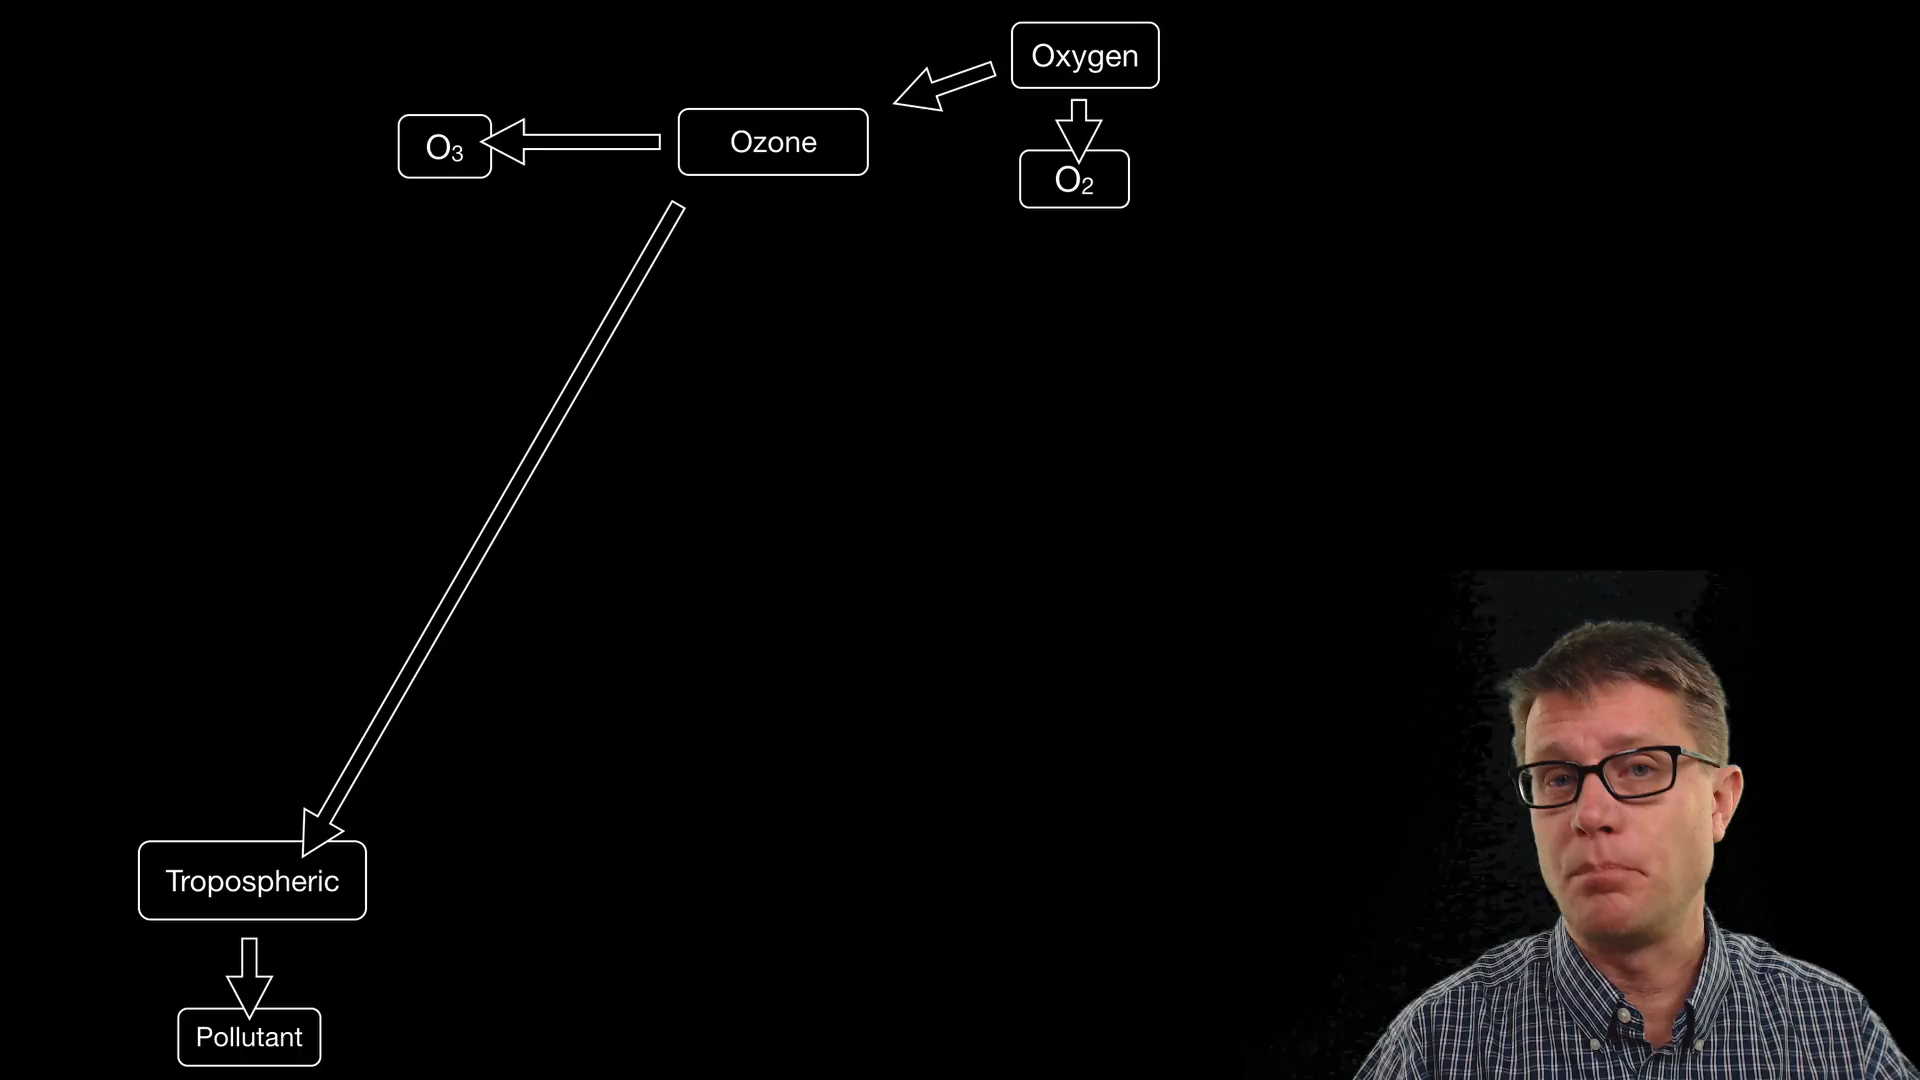 Oxygen
Ozone
O₃
O₂
Tropospheric
Pollutant